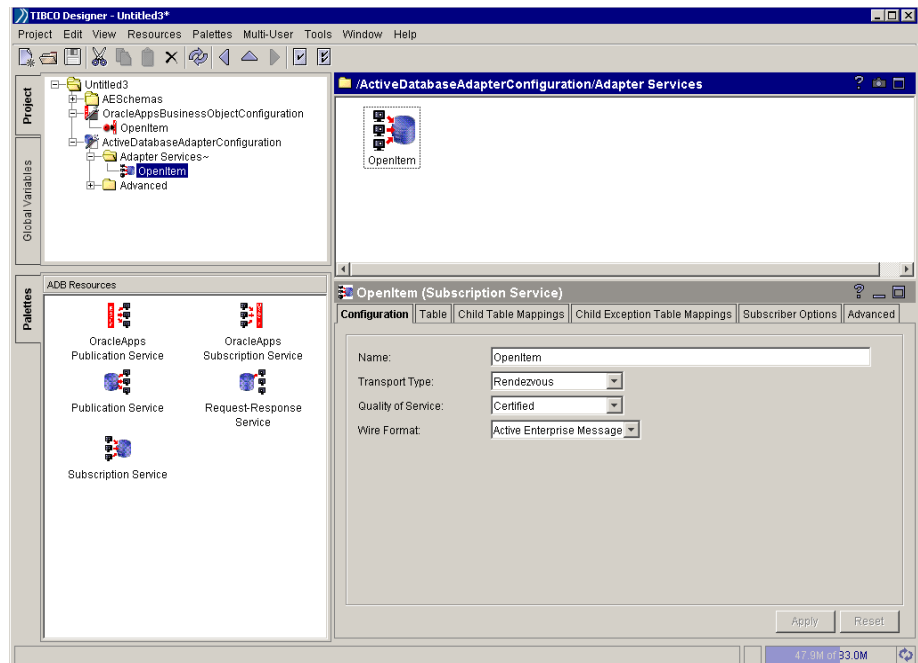 TIBCO Designer - Untitled3*
Project Edit View Resources Palettes Multi-User Tools Window Help
Project
Global Variables
Untitled3
AESchemas
OracleAppsBusinessObjectConfiguration
OpenItem
ActiveDatabaseAdapterConfiguration
Adapter Services~
OpenItem
Advanced
/ActiveDatabaseAdapterConfiguration/Adapter Services
OpenItem
Palettes
ADB Resources
OracleApps
Publication Service
OracleApps
Subscription Service
Publication Service
Request-Response
Service
Subscription Service
OpenItem (Subscription Service)
Configuration Table Child Table Mappings Child Exception Table Mappings Subscriber Options Advanced
Name: OpenItem
Transport Type: Rendezvous
Quality of Service: Certified
Wire Format: Active Enterprise Message
Apply Reset
47.9M of 83.0M